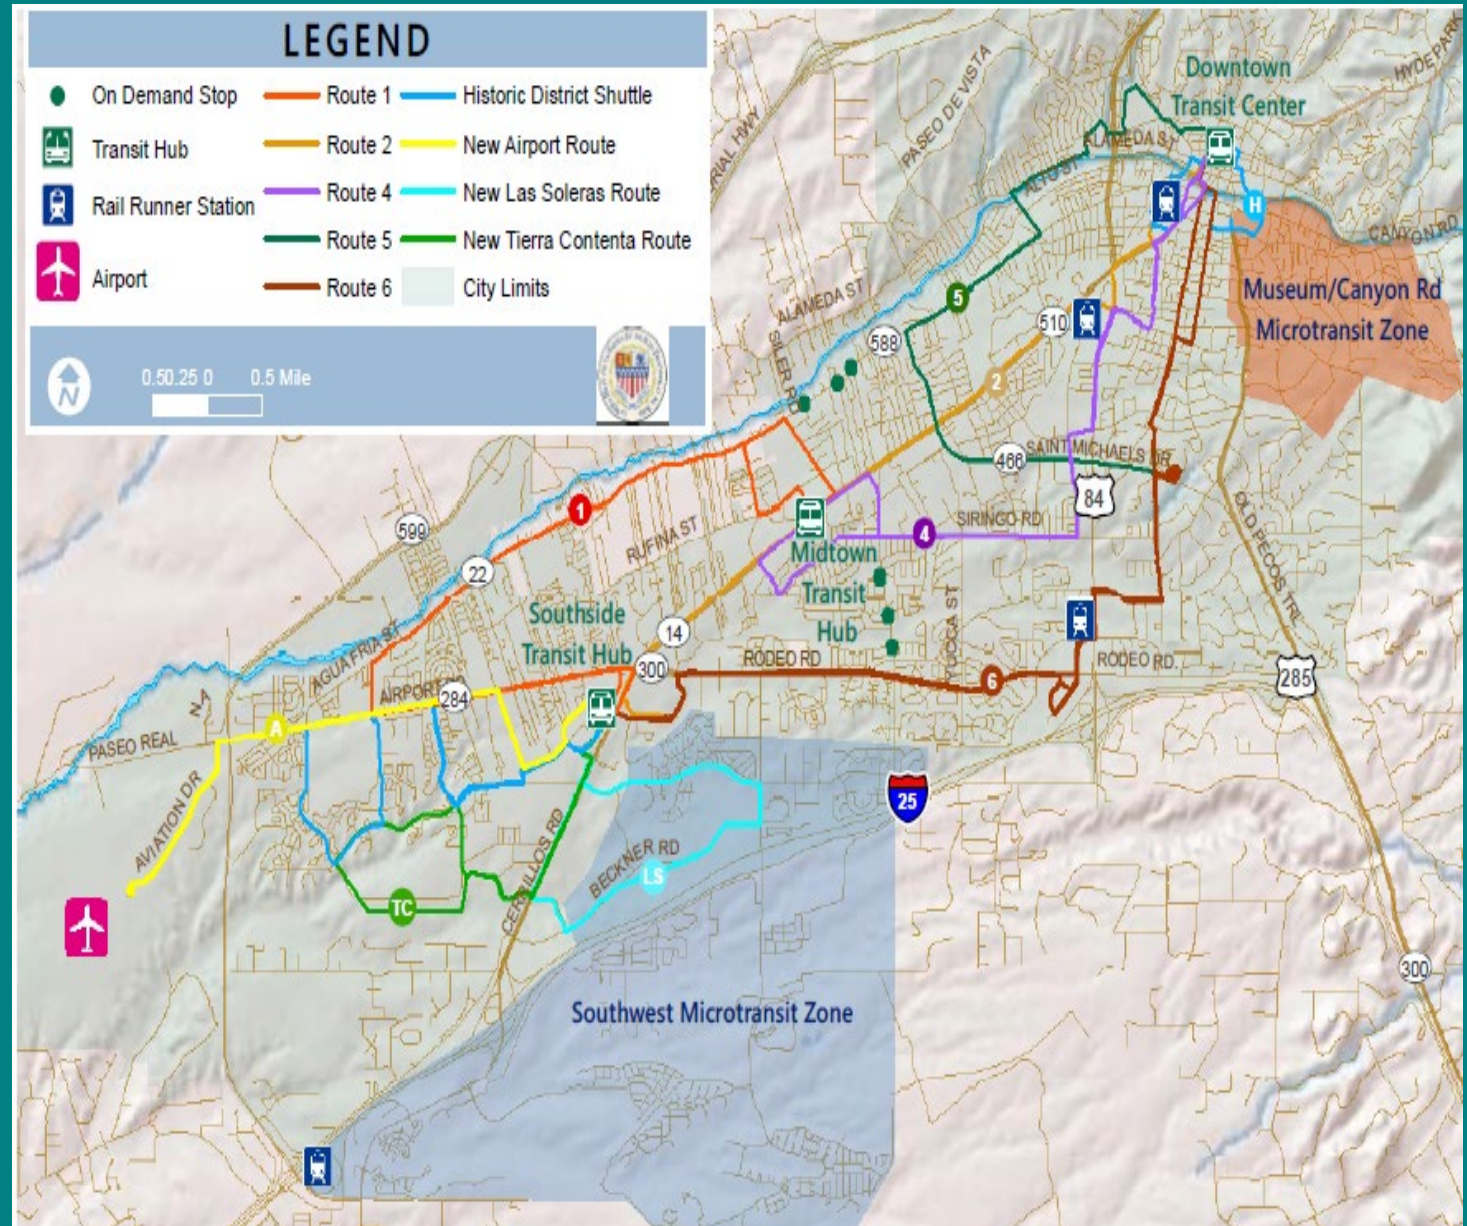 LEGEND
On Demand Stop
Transit Hub
Rail Runner Station
Airport
Route 1
Route 2
Route 4
Route 5
Route 6
Historic District Shuttle
New Airport Route
New Las Soleras Route
New Tierra Contenta Route
City Limits
N
0.50.25 0 0.5 Mile
Downtown
Transit Center
HYDE PARK
PASEO DE VISTA
ALAMEDA ST
ALTO ST
H
CANYON RD
Museum/Canyon Rd
Microtransit Zone
ALAMEDA ST
5
510
588
SILER RD
2
466
SAINT MICHAELS DR
84
1
599
RUFINA ST
4
SIRINGO RD
OLD PECOS TRL
22
Midtown
Transit
Hub
YUCCA ST
Southside
Transit Hub
14
300
RODEO RD
RODEO RD.
6
285
AGUA FRIA ST
AIRPORT
284
N-A
A
PASEO REAL
AVIATION DR
25
CERRILLOS RD
BECKNER RD
LS
TC
300
Southwest Microtransit Zone